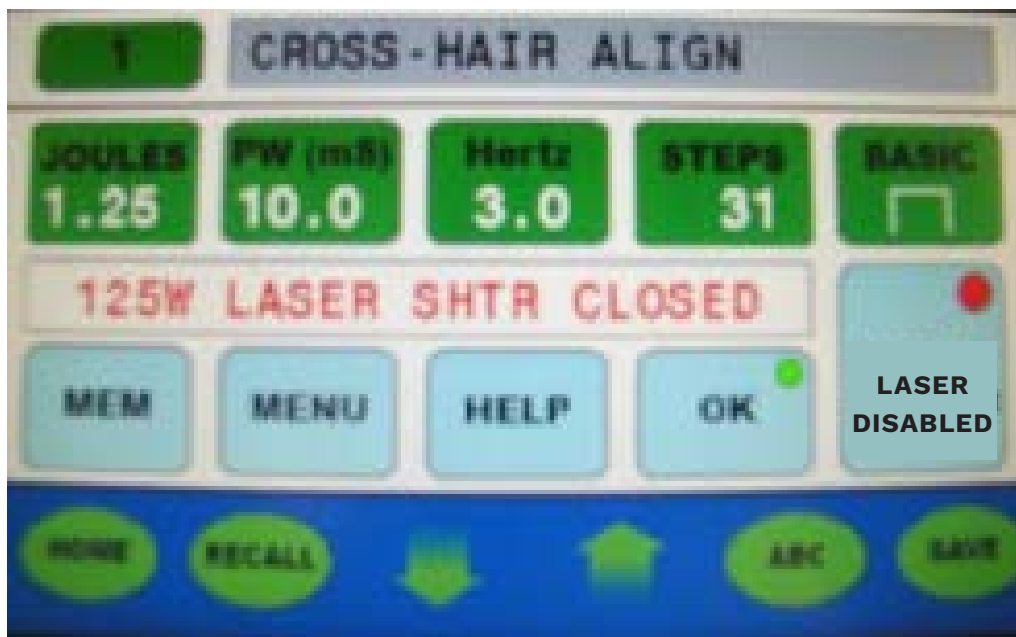 1 CROSS-HAIR ALIGN
JOULES PW (mS) Hertz STEPS BASIC
1.25 10.0 3.0 31
125W LASER SHTR CLOSED
MEM MENU HELP OK LASER
DISABLED
HOME RECALL ABC SAVE